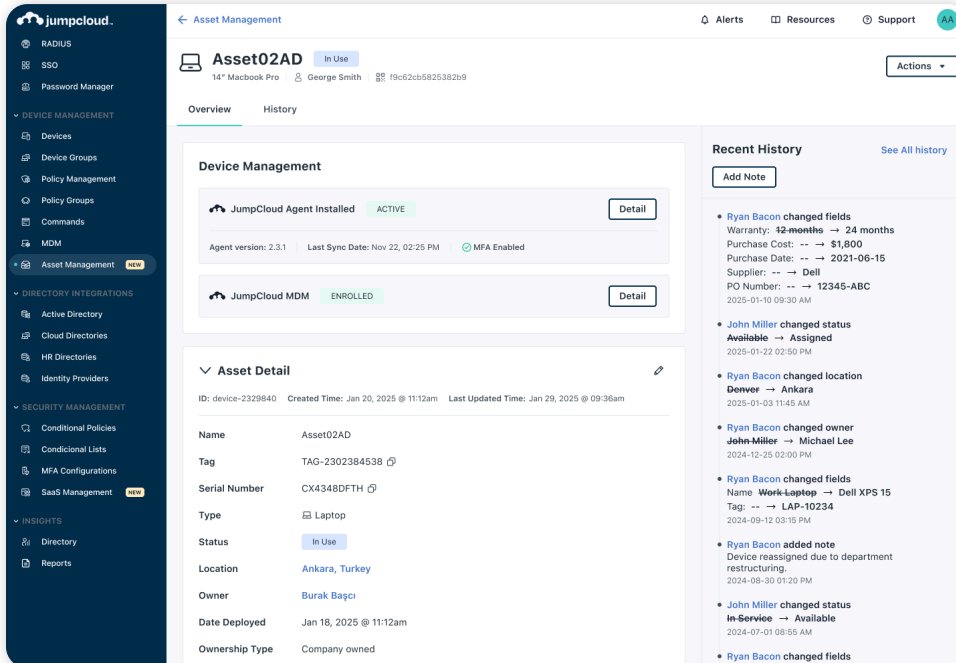 jumpcloud.
RADIUS
SSO
Password Manager
DEVICE MANAGEMENT
Devices
Device Groups
Policy Management
Policy Groups
Commands
MDM
Asset Management NEW
DIRECTORY INTEGRATIONS
Active Directory
Cloud Directories
HR Directories
Identity Providers
SECURITY MANAGEMENT
Conditional Policies
Condicional Lists
MFA Configurations
SaaS Management NEW
INSIGHTS
Directory
Reports
← Asset Management
Alerts
Resources
Support
AA
Asset02AD In Use
14" Macbook Pro George Smith f9c62cb5825382b9
Actions
Overview History
Device Management
JumpCloud Agent Installed ACTIVE Detail
Agent version: 2.3.1 Last Sync Date: Nov 22, 02:25 PM MFA Enabled
JumpCloud MDM ENROLLED Detail
Asset Detail
ID: device-2329840 Created Time: Jan 20, 2025 @ 11:12am Last Updated Time: Jan 29, 2025 @ 09:36am
Name Asset02AD
Tag TAG-2302384538
Serial Number CX4348DFTH
Type Laptop
Status In Use
Location Ankara, Turkey
Owner Burak Başcı
Date Deployed Jan 18, 2025 @ 11:12am
Ownership Type Company owned
Recent History See All history
Add Note
Ryan Bacon changed fields
Warranty: 12 months → 24 months
Purchase Cost: -- → $1,800
Purchase Date: -- → 2021-06-15
Supplier: -- → Dell
PO Number: -- → 12345-ABC
2025-01-10 09:30 AM
John Miller changed status
Available → Assigned
2025-01-22 02:50 PM
Ryan Bacon changed location
Denver → Ankara
2025-01-03 11:45 AM
Ryan Bacon changed owner
John Miller → Michael Lee
2024-12-25 02:00 PM
Ryan Bacon changed fields
Name Work Laptop → Dell XPS 15
Tag: -- → LAP-10234
2024-09-12 03:15 PM
Ryan Bacon added note
Device reassigned due to department
restructuring.
2024-08-30 01:20 PM
John Miller changed status
In Service → Available
2024-07-01 08:55 AM
Ryan Bacon changed fields